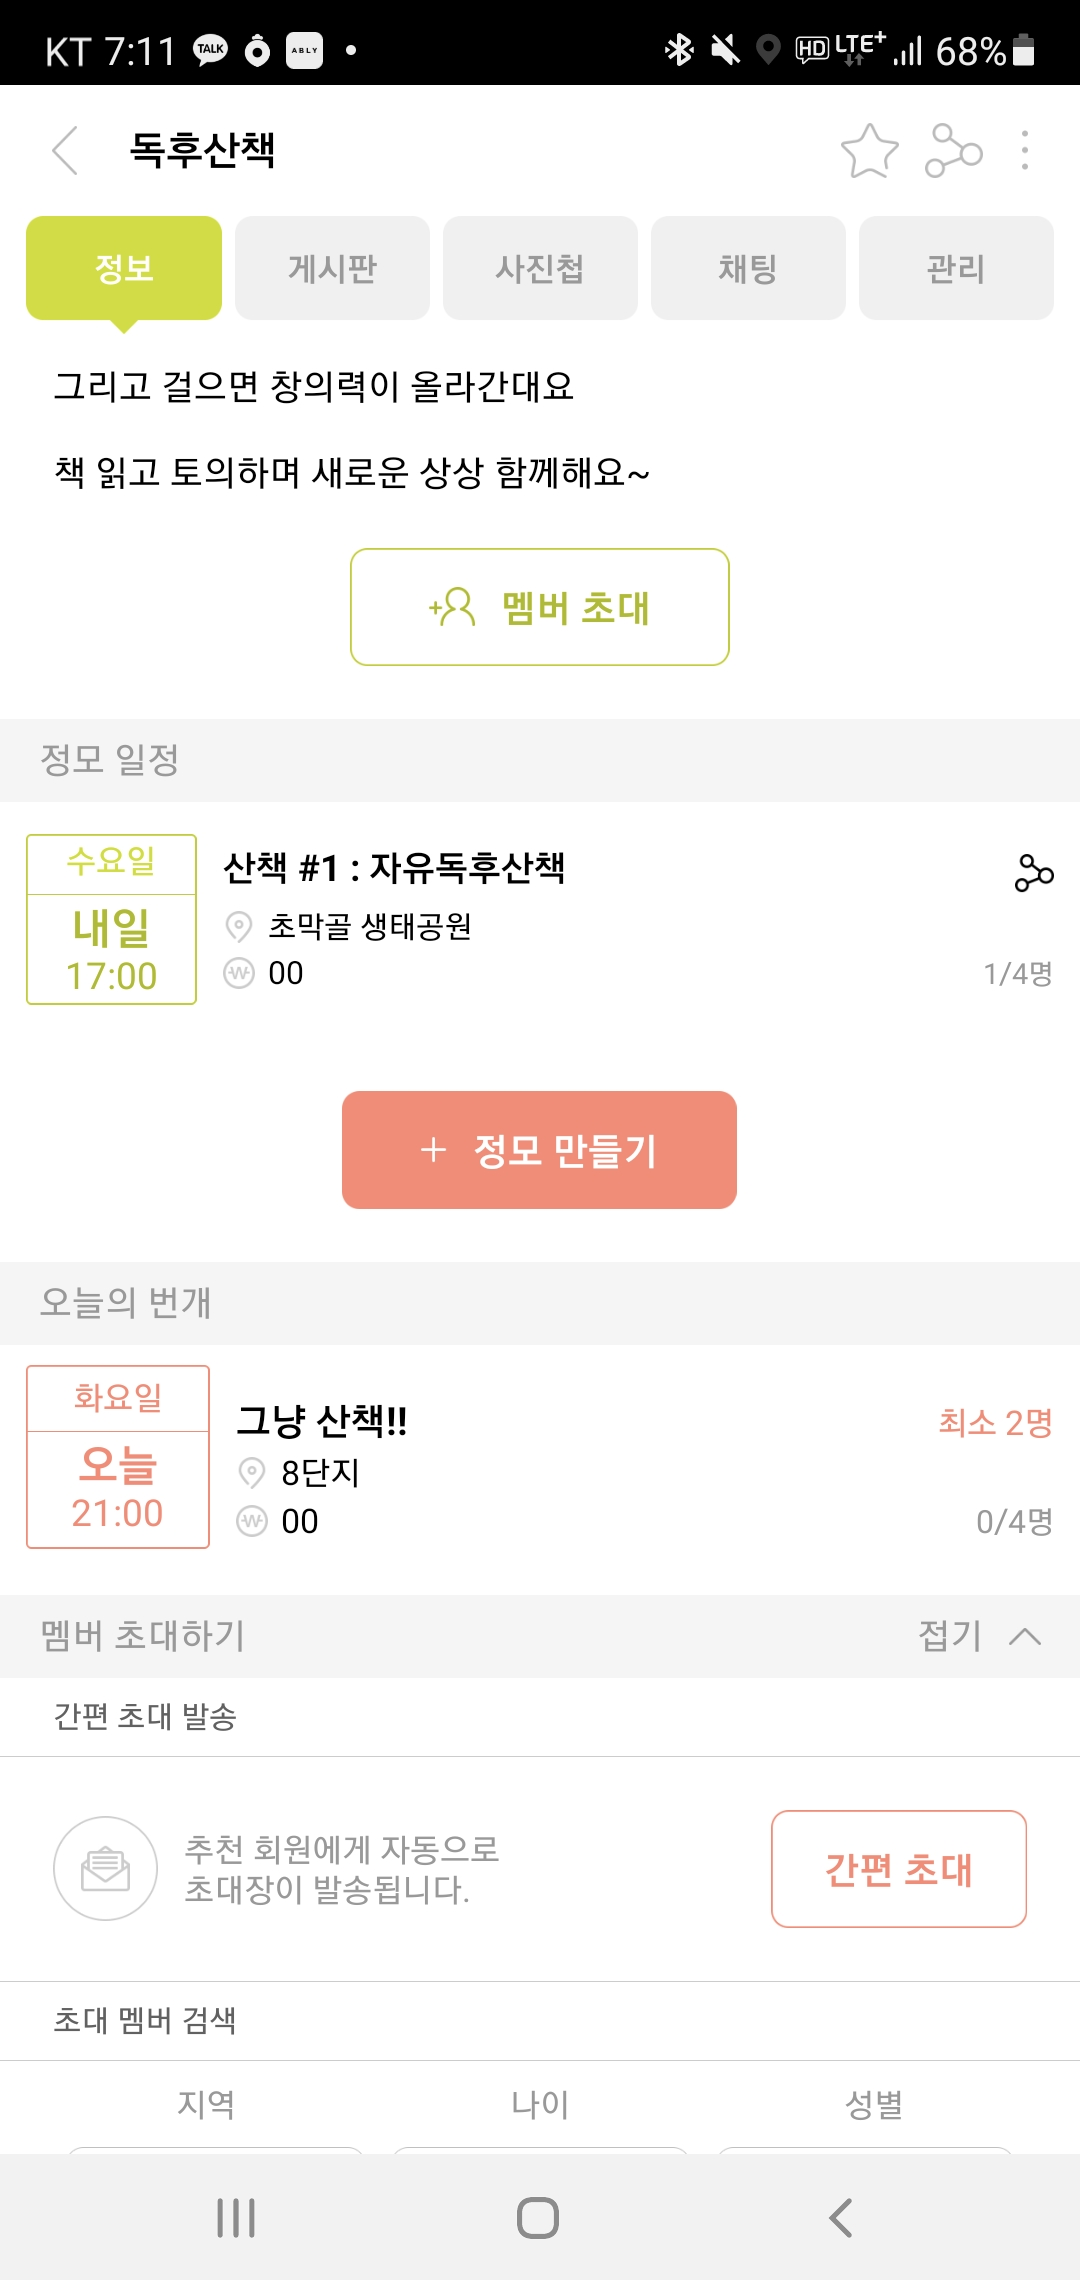 KT 7:11 TALK ABLY HD LTE+ 68%
독후산책
정보 게시판 사진첩 채팅 관리
그리고 걸으면 창의력이 올라간대요
책 읽고 토의하며 새로운 상상 함께해요~
+ 멤버 초대
정모 일정
수요일
내일
17:00
산책 #1 : 자유독후산책
초막골 생태공원
W 00
1/4명
+ 정모 만들기
오늘의 번개
화요일
오늘
21:00
그냥 산책!!
최소 2명
8단지
W 00
0/4명
멤버 초대하기 접기
간편 초대 발송
추천 회원에게 자동으로
초대장이 발송됩니다.
간편 초대
초대 멤버 검색
지역 나이 성별